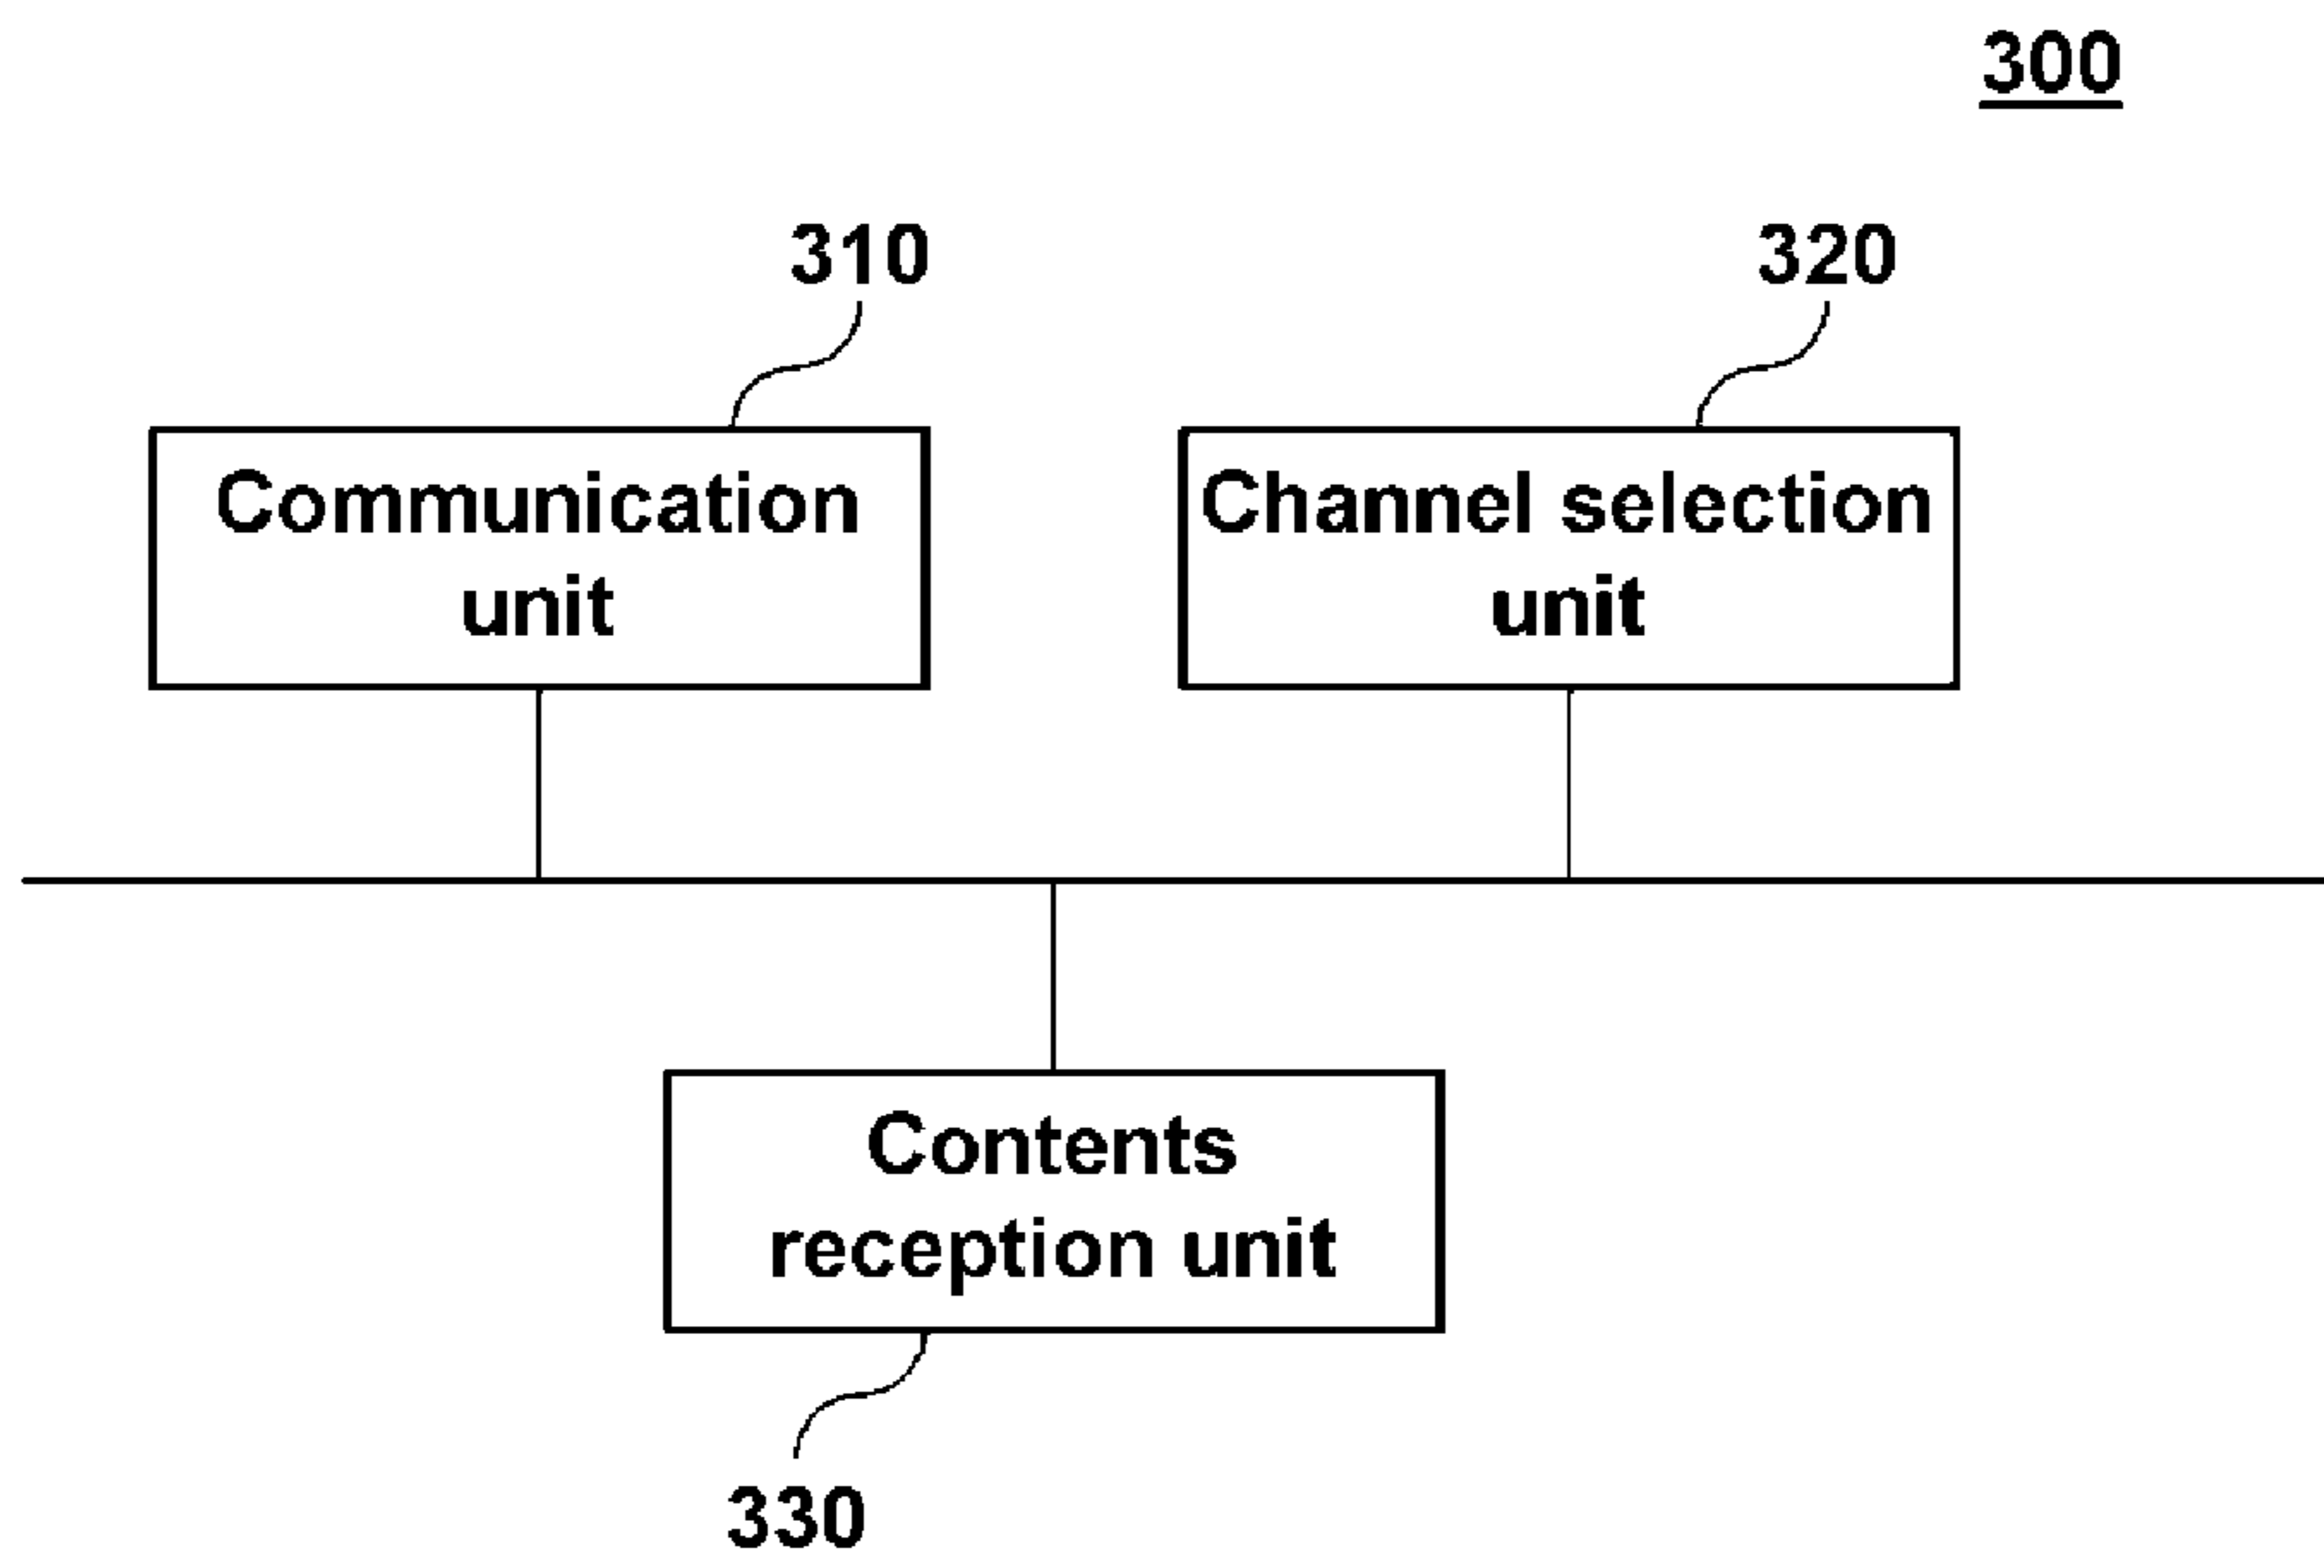 300
310
320
Communication
unit
Channel selection
unit
Contents
reception unit
330